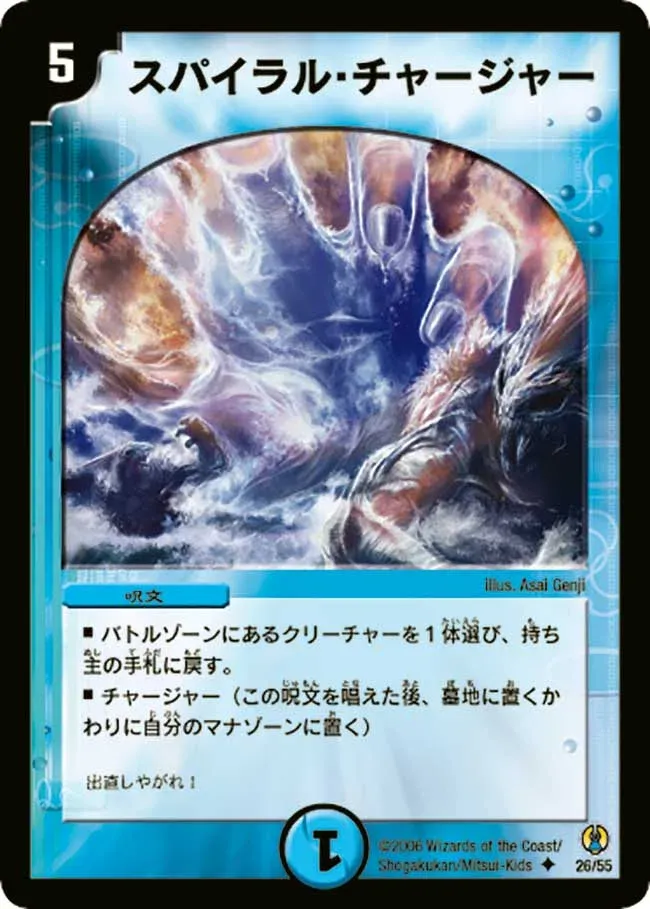 5
スパイラル・チャージャー
illus. Asai Genji
呪文
■ バトルゾーンにあるクリーチャーを1体選び、持ち
主の手札に戻す。
■ チャージャー（この呪文を唱えた後、墓地に置くか
わりに自分のマナゾーンに置く）
出直しやがれ！
1
©2006 Wizards of the Coast/
Shogakukan/Mitsui-Kids ◆ 26/55